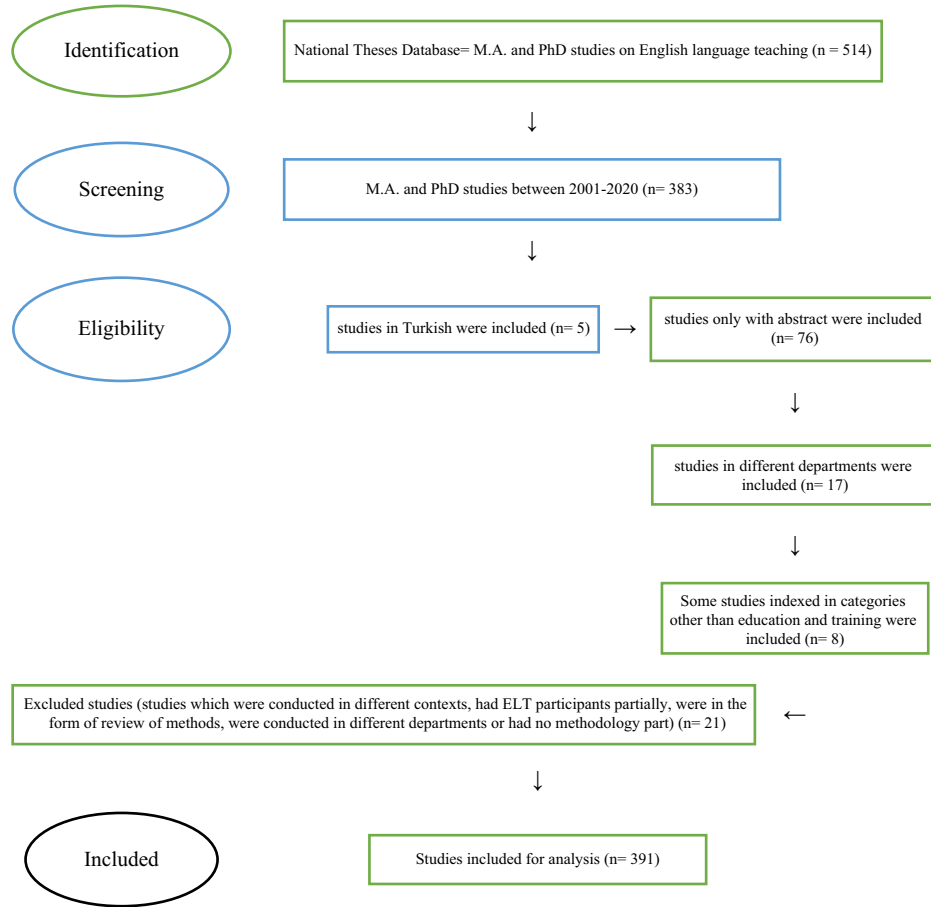 Identification
National Theses Database= M.A. and PhD studies on English language teaching (n = 514)
Screening
M.A. and PhD studies between 2001-2020 (n= 383)
Eligibility
studies in Turkish were included (n= 5)
studies only with abstract were included
(n= 76)
studies in different departments were
included (n= 17)
Some studies indexed in categories
other than education and training were
included (n= 8)
Excluded studies (studies which were conducted in different contexts, had ELT participants partially, were in
the form of review of methods, were conducted in different departments or had no methodology part) (n= 21)
Included
Studies included for analysis (n= 391)